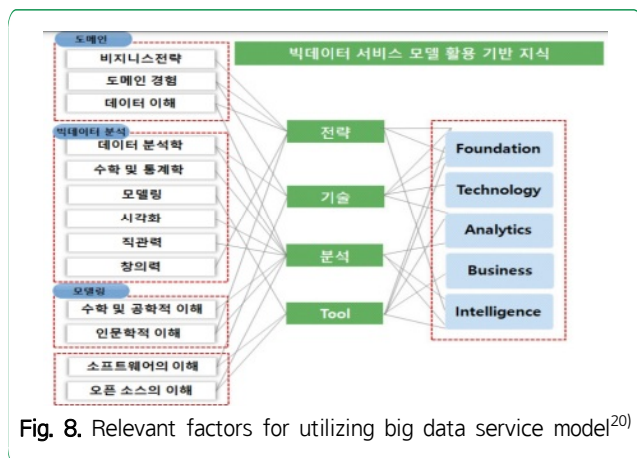 도메인
빅데이터 서비스 모델 활용 기반 지식
비지니스전략
도메인 경험
데이터 이해
빅데이터 분석
데이터 분석학
수학 및 통계학
모델링
시각화
직관력
창의력
모델링
수학 및 공학적 이해
인문학적 이해
소프트웨어의 이해
오픈 소스의 이해
전략
기술
분석
Tool
Foundation
Technology
Analytics
Business
Intelligence
Fig. 8. Relevant factors for utilizing big data service model20)